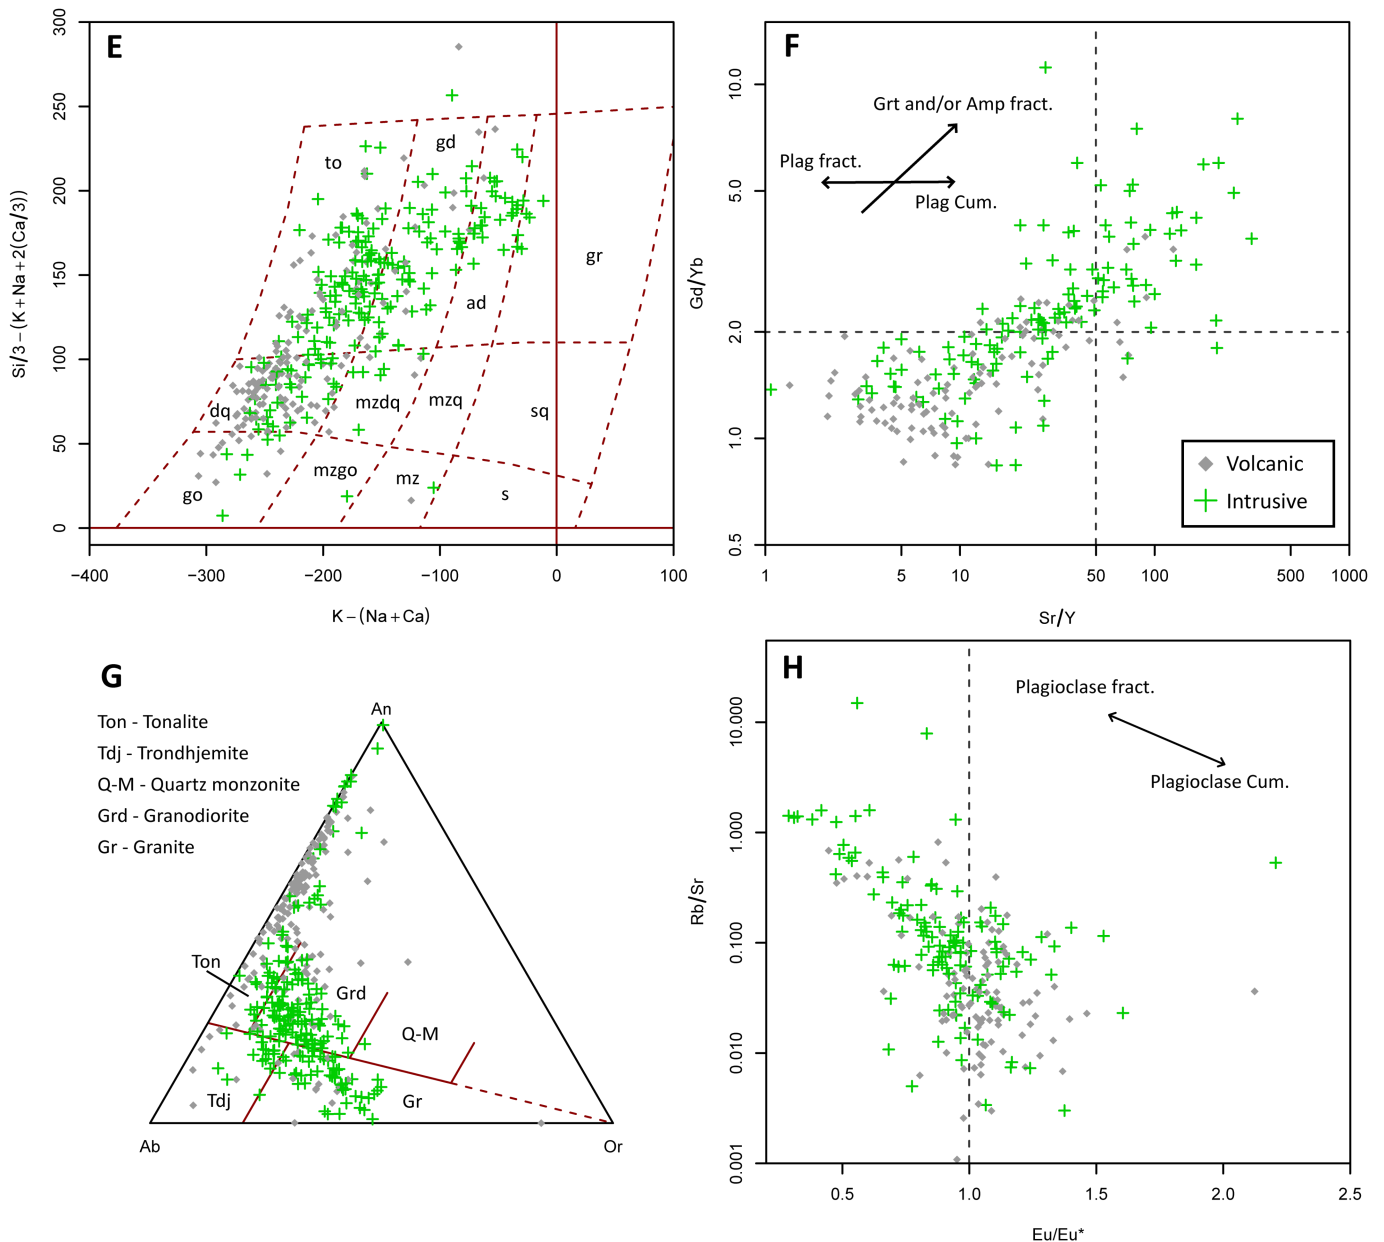 E
300
250
200
150
100
50
0
Si/3−(K+Na+2(Ca/3))
to
gd
gr
ad
dq
mzdq
mzq
sq
mzgo
mz
go
s
−400
−300
−200
−100
0
100
K−(Na+Ca)
F
10.0
5.0
2.0
1.0
0.5
Gd/Yb
Grt and/or Amp fract.
Plag fract.
Plag Cum.
Volcanic
Intrusive
1
5
10
50
100
500
1000
Sr/Y
G
Ton - Tonalite
Tdj - Trondhjemite
Q-M - Quartz monzonite
Grd - Granodiorite
Gr - Granite
An
Ton
Grd
Q-M
Tdj
Gr
Ab
Or
H
10.000
1.000
0.100
0.010
0.001
Rb/Sr
Plagioclase fract.
Plagioclase Cum.
0.5
1.0
1.5
2.0
2.5
Eu/Eu*